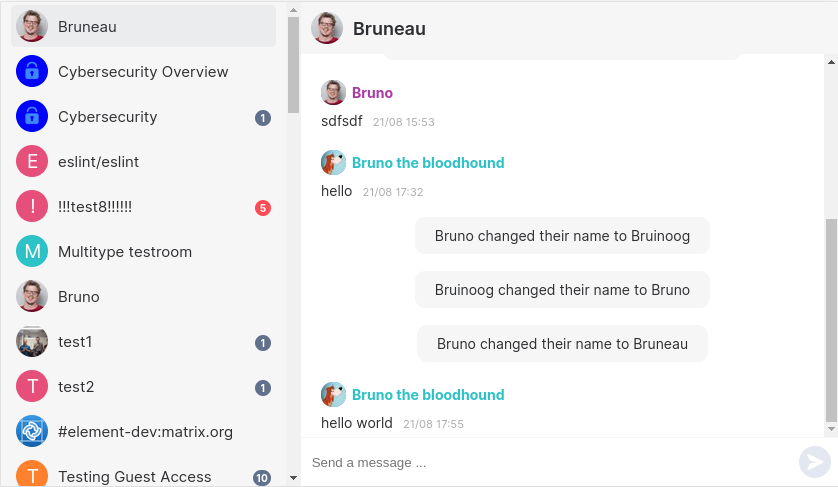 Bruneau
Cybersecurity Overview
Cybersecurity 1
E eslint/eslint
! !!!test8!!!!!! 5
M Multitype testroom
Bruno
test1 1
T test2 1
#element-dev:matrix.org
T Testing Guest Access 10
Bruneau
Bruno
sdfsdf 21/08 15:53
Bruno the bloodhound
hello 21/08 17:32
Bruno changed their name to Bruinoog
Bruinoog changed their name to Bruno
Bruno changed their name to Bruneau
Bruno the bloodhound
hello world 21/08 17:55
Send a message ...